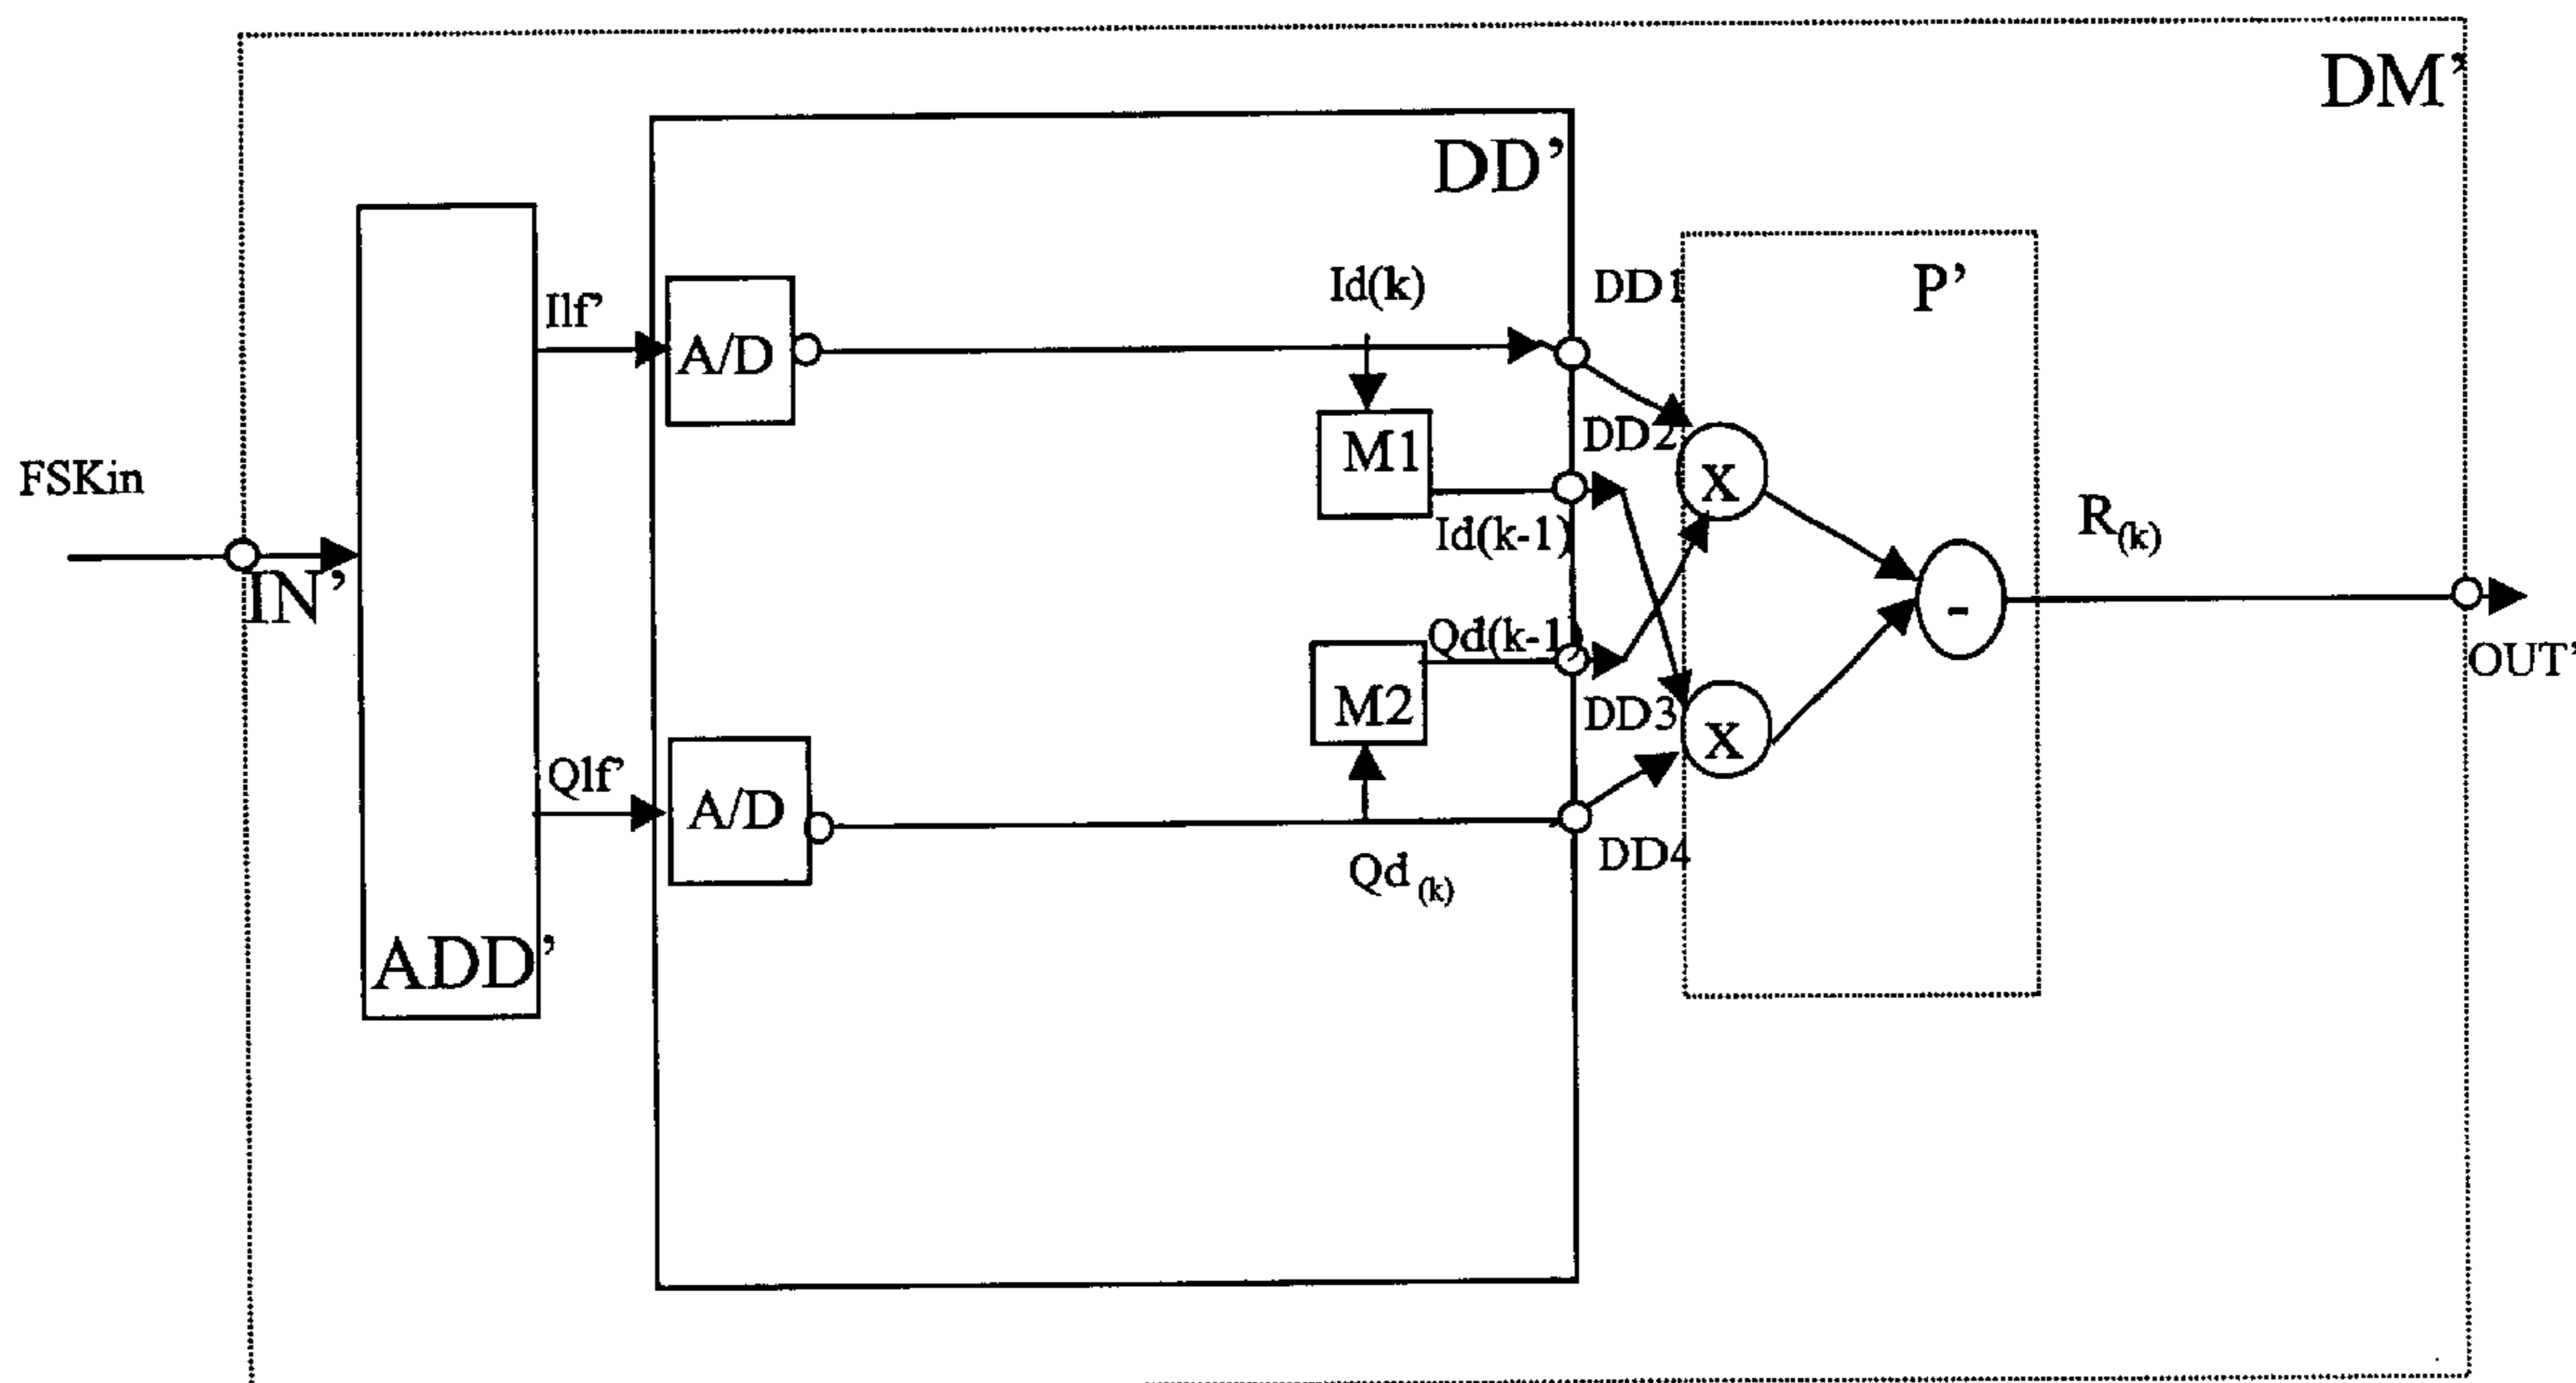 DM’
DD’
P’
Id(k)
DD1
Ilf’
A/D
M1
DD2
X
Id(k-1)
FSKin
IN’
R(k)
-
Qd(k-1)
OUT’
M2
DD3
X
Qlf’
A/D
DD4
Qd (k)
ADD’